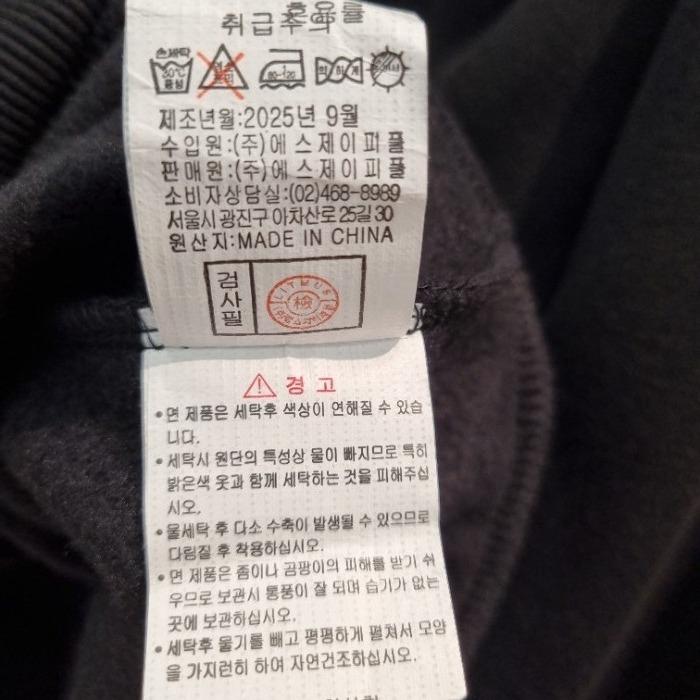 취급주의
손세탁
30℃
중성
염소
표백
80-120
약하게
제조년월:2025년 9월
수입원:(주)에스제이피플
판매원:(주)에스제이피플
소비자상담실:(02)468-8989
서울시 광진구 아차산로 25길 30
원산지:MADE IN CHINA
검사필
LITMUS
檢
경고
•면 제품은 세탁후 색상이 연해질 수 있습
니다.
•세탁시 원단의 특성상 물이 빠지므로 특히
밝은색 옷과 함께 세탁하는 것을 피해주십
시오.
•물세탁 후 다소 수축이 발생될 수 있으므로
다림질 후 착용하십시오.
•면 제품은 좀이나 곰팡이의 피해를 받기 쉬
우므로 보관시 통풍이 잘 되며 습기가 없는
곳에 보관하십시오.
•세탁후 물기를 빼고 평평하게 펼쳐서 모양
을 가지런히 하여 자연건조하십시오.